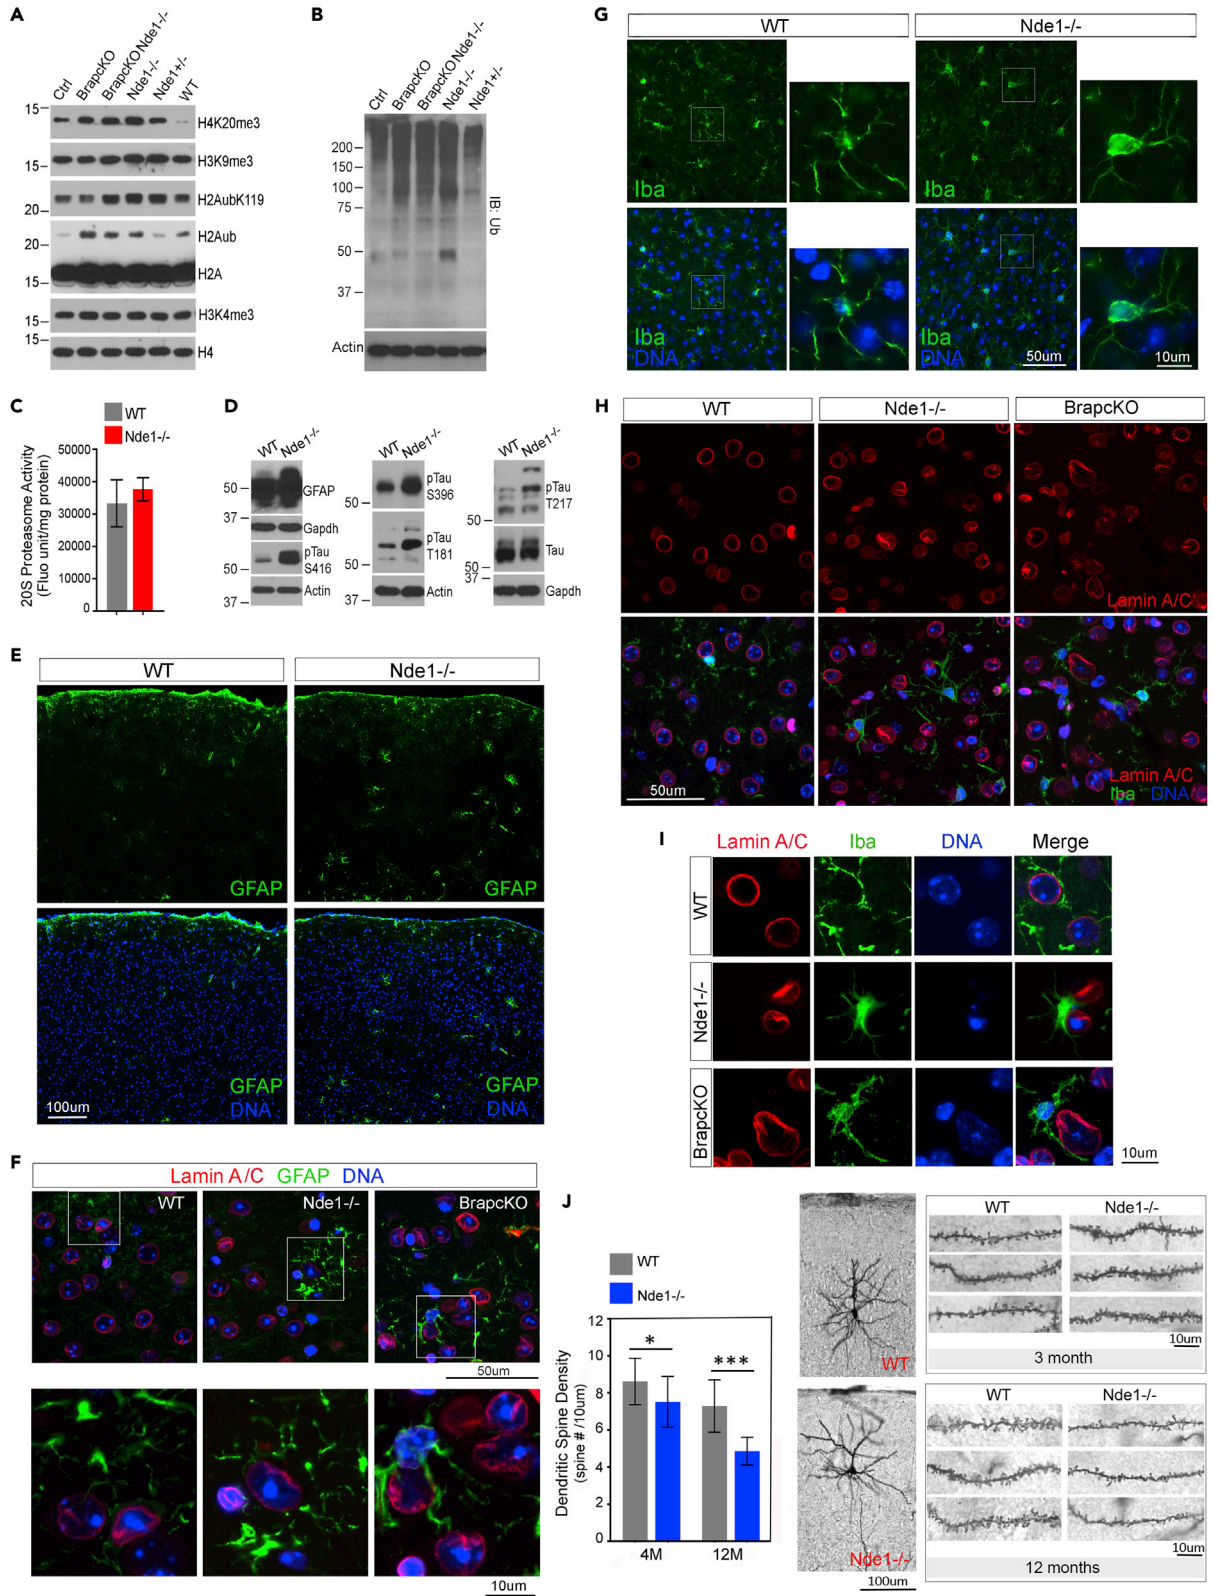 A
Ctrl
BrapcKO
BrapcKO Nde1-/-
Nde1-/-
Nde1+/-
WT
15
H4K20me3
H3K9me3
15
H2AubK119
20
H2Aub
20
H2A
15
H3K4me3
15
15
H4
B
Ctrl
BrapcKO
BrapcKO Nde1-/-
Nde1-/-
Nde1+/-
200
150
100
75
50
37
IB: Ub
Actin
C
WT
Nde1-/-
20S Proteasome Activity
(Fluo unit/mg protein)
50000
40000
30000
20000
10000
0
D
WT Nde1-/-
50
GFAP
37
Gapdh
pTau
S416
50
Actin
37
WT Nde1-/-
pTau
S396
50
pTau
T181
50
Actin
37
WT Nde1-/-
pTau
T217
50
Tau
50
37
Gapdh
E
WT
Nde1-/-
GFAP
GFAP
GFAP
DNA
100um
GFAP
DNA
F
Lamin A/C GFAP DNA
WT
Nde1-/-
BrapcKO
50um
10um
G
WT
Nde1-/-
Iba
Iba
Iba
DNA
Iba
DNA
50um
10um
H
WT
Nde1-/-
BrapcKO
Lamin A/C
50um
Lamin A/C
Iba DNA
I
Lamin A/C
Iba
DNA
Merge
WT
Nde1-/-
BrapcKO
10um
J
WT
Nde1-/-
Dendritic Spine Density
(spine # /10um)
12
10
8
6
4
2
0
*
***
4M
12M
WT
Nde1-/-
100um
WT
Nde1-/-
10um
3 month
WT
Nde1-/-
10um
12 months